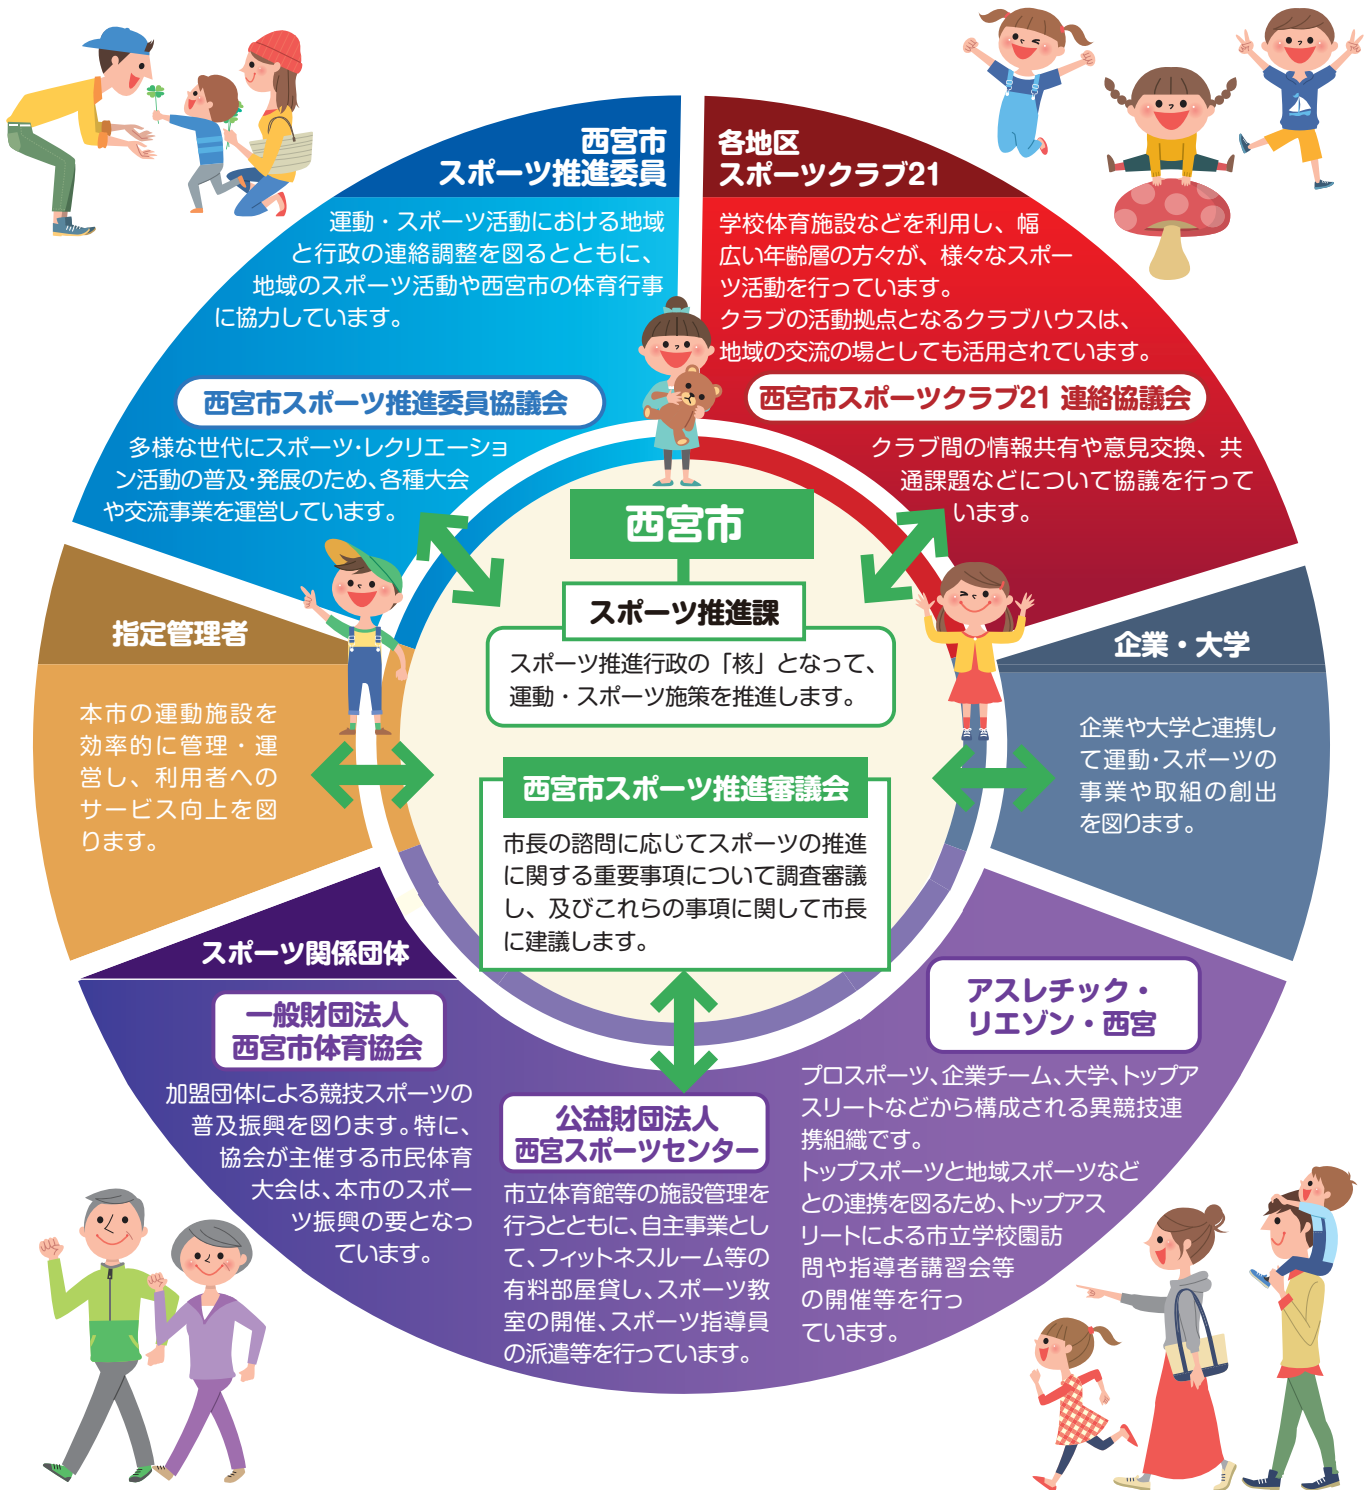 西宮市
スポーツ推進委員
運動・スポーツ活動における地域
と行政の連絡調整を図るとともに、
地域のスポーツ活動や西宮市の体育行事
に協力しています。
西宮市スポーツ推進委員協議会
多様な世代にスポーツ・レクリエーショ
ン活動の普及・発展のため、各種大会
や交流事業を運営しています。
各地区
スポーツクラブ21
学校体育施設などを利用し、幅
広い年齢層の方々が、様々なスポー
ツ活動を行っています。
クラブの活動拠点となるクラブハウスは、
地域の交流の場としても活用されています。
西宮市スポーツクラブ21 連絡協議会
クラブ間の情報共有や意見交換、共
通課題などについて協議を行って
います。
西宮市
スポーツ推進課
スポーツ推進行政の「核」となって、
運動・スポーツ施策を推進します。
西宮市スポーツ推進審議会
市長の諮問に応じてスポーツの推進
に関する重要事項について調査審議
し、及びこれらの事項に関して市長
に建議します。
指定管理者
本市の運動施設を
効率的に管理・運
営し、利用者への
サービス向上を図
ります。
企業・大学
企業や大学と連携し
て運動・スポーツの
事業や取組の創出
を図ります。
スポーツ関係団体
一般財団法人
西宮市体育協会
加盟団体による競技スポーツの
普及振興を図ります。特に、
協会が主催する市民体育
大会は、本市のスポー
ツ振興の要となっ
ています。
公益財団法人
西宮スポーツセンター
市立体育館等の施設管理を
行うとともに、自主事業とし
て、フィットネスルーム等の
有料部屋貸し、スポーツ教
室の開催、スポーツ指導員
の派遣等を行っています。
アスレチック・
リエゾン・西宮
プロスポーツ、企業チーム、大学、トップア
スリートなどから構成される異競技連
携組織です。
トップスポーツと地域スポーツなど
との連携を図るため、トップアス
リートによる市立学校園訪
問や指導者講習会等
の開催等を行っ
ています。